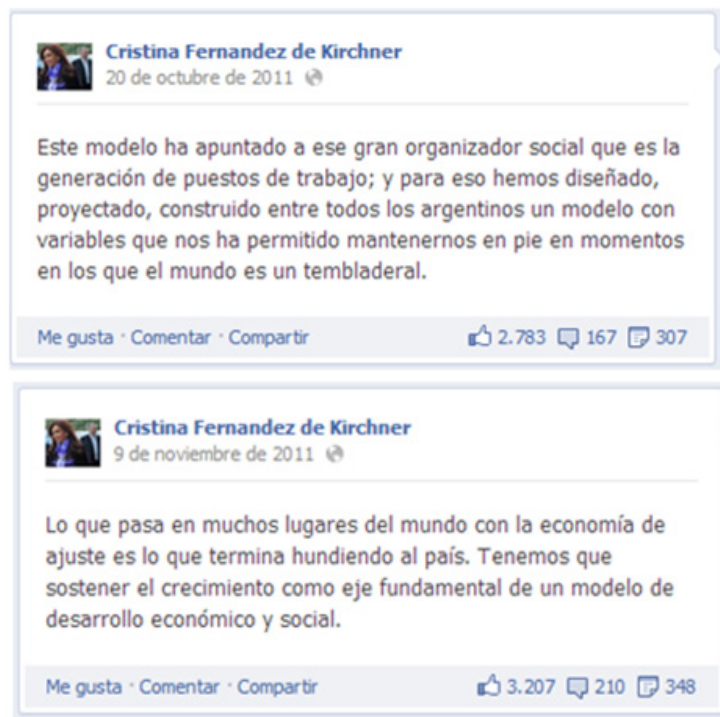 Cristina Fernandez de Kirchner
20 de octubre de 2011
Este modelo ha apuntado a ese gran organizador social que es la
generación de puestos de trabajo; y para eso hemos diseñado,
proyectado, construido entre todos los argentinos un modelo con
variables que nos ha permitido mantenernos en pie en momentos
en los que el mundo es un tembladeral.
Me gusta · Comentar · Compartir 2.783 167 307
Cristina Fernandez de Kirchner
9 de noviembre de 2011
Lo que pasa en muchos lugares del mundo con la economía de
ajuste es lo que termina hundiendo al país. Tenemos que
sostener el crecimiento como eje fundamental de un modelo de
desarrollo económico y social.
Me gusta · Comentar · Compartir 3.207 210 348